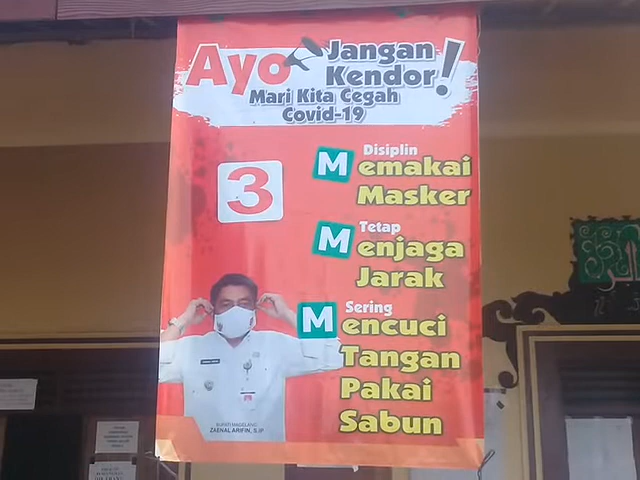 Ayo Jangan Kendor!
Mari Kita Cegah
Covid-19
3
M
Disiplin
Memakai
Masker
Tetap
Menjaga
Jarak
Sering
Mencuci
Tangan
Pakai
Sabun
BUPATI MAGELANG
ZAENAL ARIFIN, S.IP